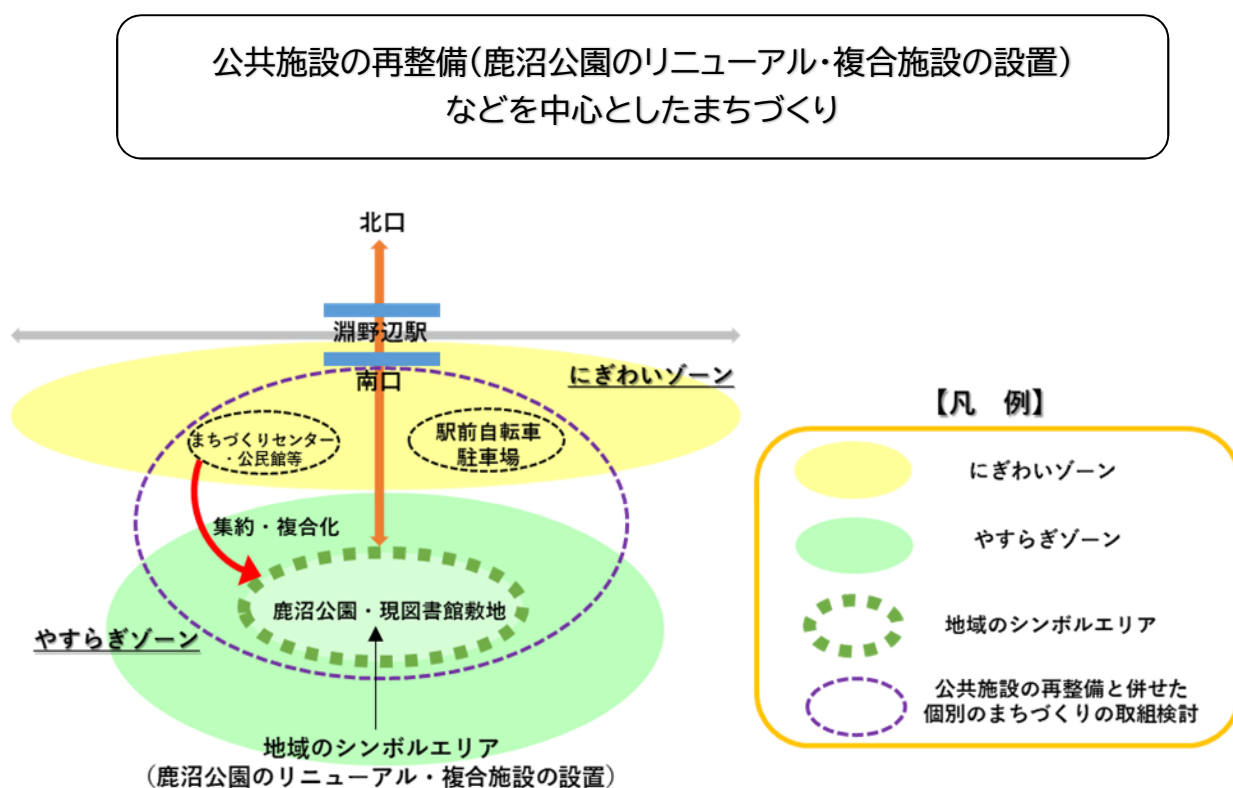 公共施設の再整備(鹿沼公園のリニューアル・複合施設の設置)
などを中心としたまちづくり
北口
淵野辺駅
南口
にぎわいゾーン
まちづくりセンター
・公民館等
駅前自転車
駐車場
集約・複合化
鹿沼公園・現図書館敷地
やすらぎゾーン
地域のシンボルエリア
(鹿沼公園のリニューアル・複合施設の設置)
【凡　例】
にぎわいゾーン
やすらぎゾーン
地域のシンボルエリア
公共施設の再整備と併せた
個別のまちづくりの取組検討